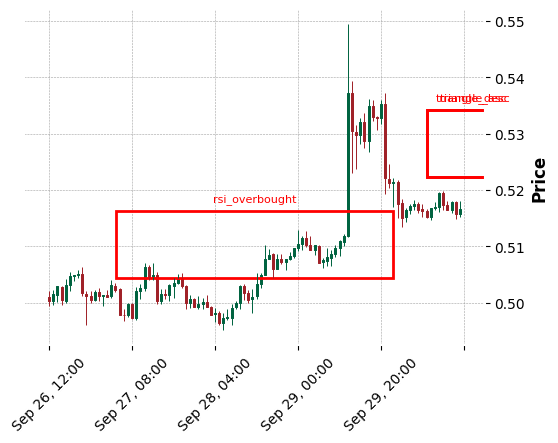 0.55
0.54
triangle_desc
0.53
Price
0.52
rsi_overbought
0.51
0.50
Sep 26, 12:00
Sep 27, 08:00
Sep 28, 04:00
Sep 29, 00:00
Sep 29, 20:00